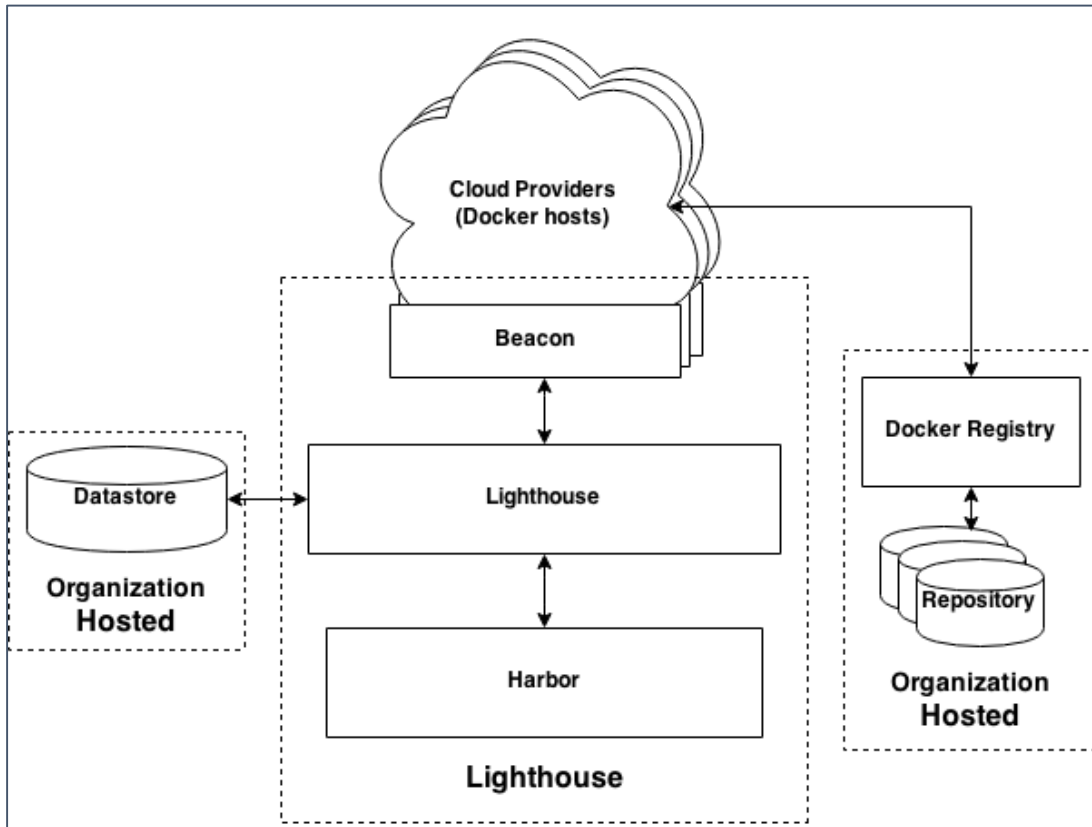 Cloud Providers
(Docker hosts)
Beacon
Docker Registry
Datastore
Lighthouse
Organization
Hosted
Repository
Harbor
Organization
Hosted
Lighthouse